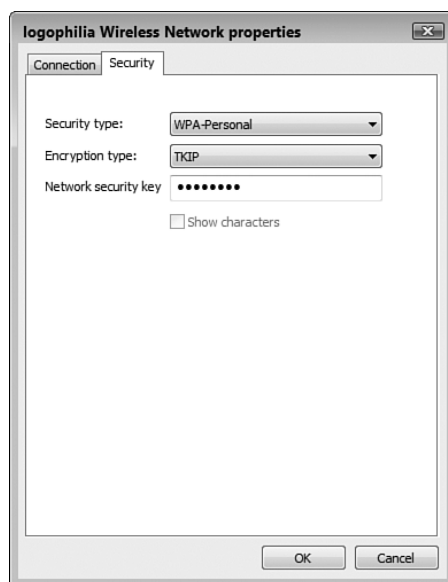 logophilia Wireless Network properties
Connection Security
Security type: WPA-Personal
Encryption type: TKIP
Network security key ••••••••
Show characters
OK Cancel